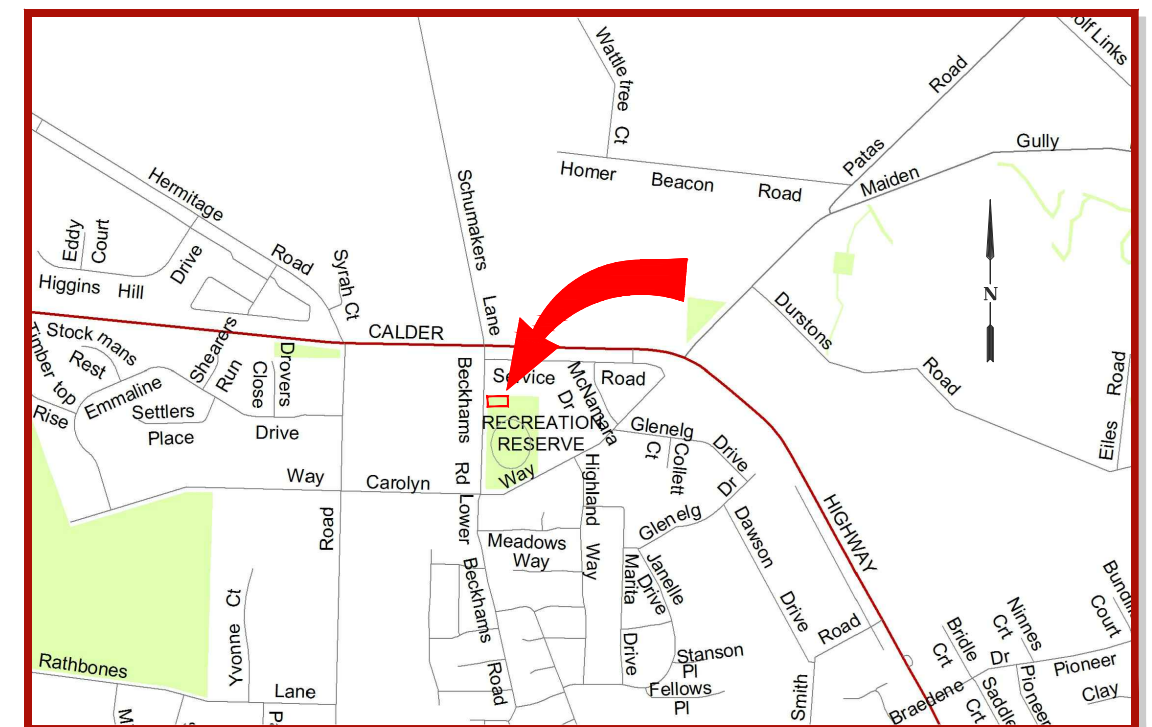 olf Links
Wattle tree Ct
Patas Road
Maiden Gully
Homer Beacon Road
Hermitage Road
Schumakers Lane
Eddy Court
Drive
Syrah Ct
Higgins Hill
N
Durstons Road
Eiles Road
CALDER HIGHWAY
Stock mans Rest
Timber top Rise
Shearers Run
Drovers Close
Emmaline Drive
Settlers Place
Beckhams Rd
Service Road
McNamara Dr
RECREATION
RESERVE
Glenelg Drive
Collett Ct
Carolyn Way
Way
Road
Highland Way
Glenelg Dr
Lower Beckhams Road
Meadows
Way
Janelle Drive
Marita Drive
Dawson Drive
Smith Road
Yvonne Ct
Rathbones Lane
Stanson
Pl
Fellows
Pl
Bridle Crt
Ninnes Crt
Court
Braedene Dr
Pioneer
Saddle Crt
Pioneer
Clay